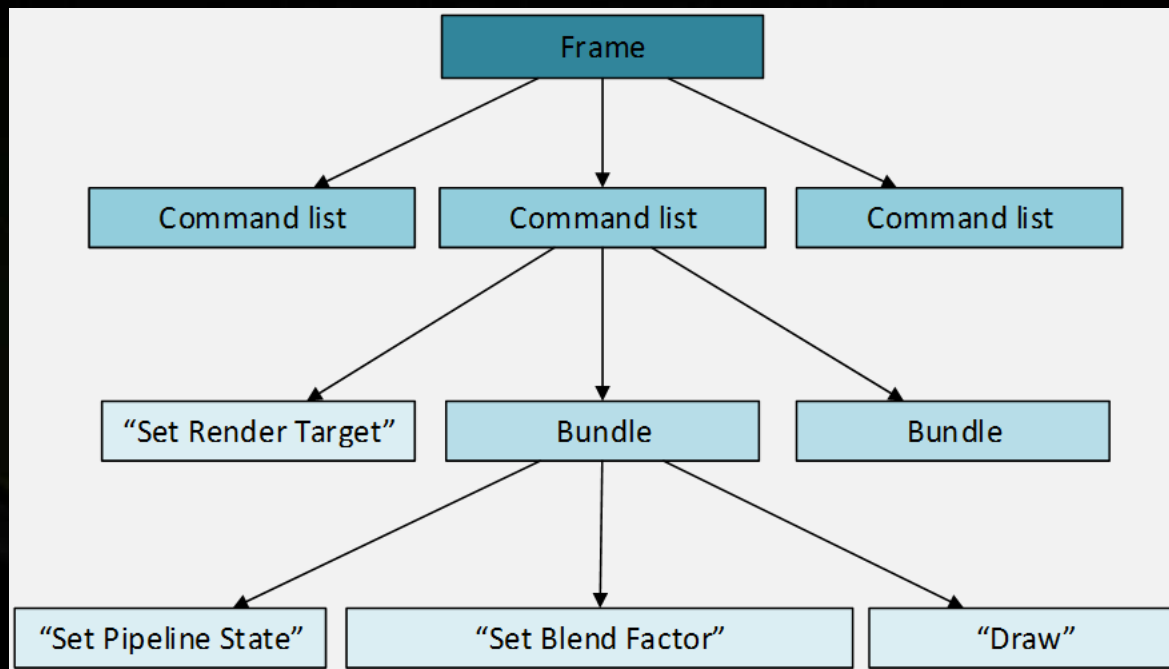 Frame
Command list
Command list
Command list
“Set Render Target”
Bundle
Bundle
“Set Pipeline State”
“Set Blend Factor”
“Draw”